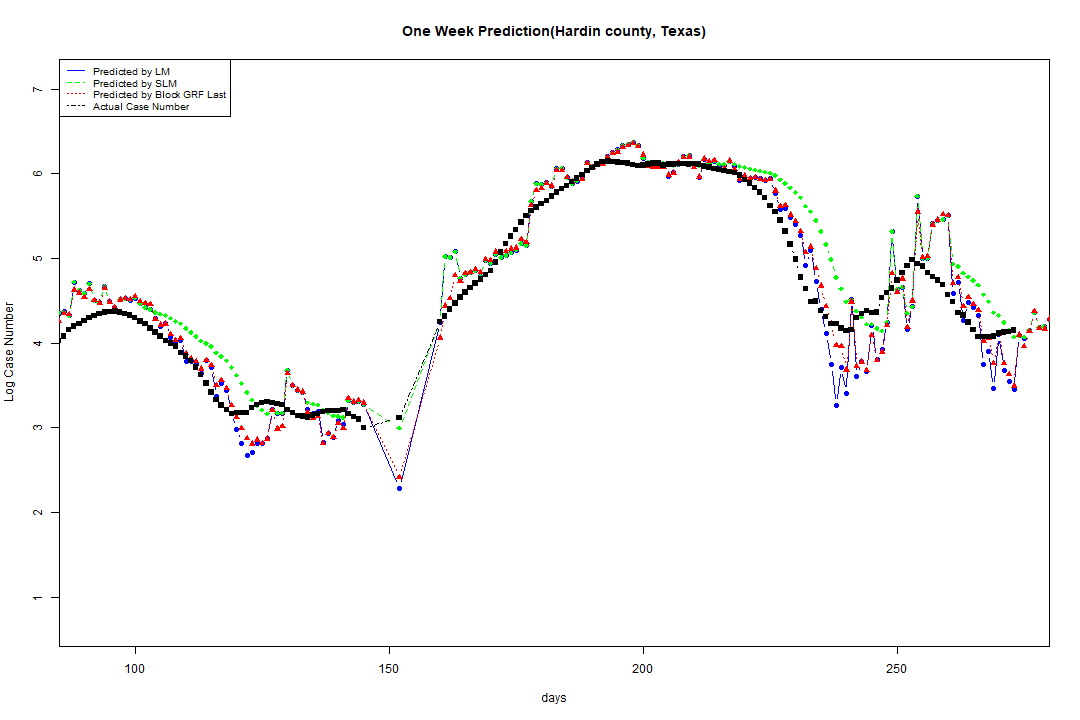 One Week Prediction(Hardin county, Texas)
Predicted by LM
Predicted by SLM
Predicted by Block GRF Last
Actual Case Number
7
6
5
4
3
2
1
Log Case Number
100
150
200
250
days